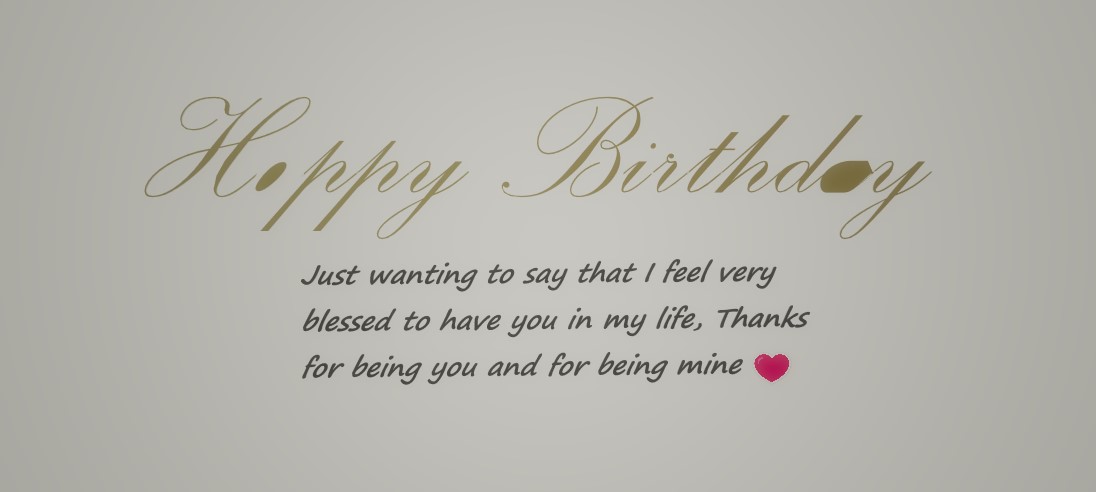 Happy Birthday
Just wanting to say that I feel very
blessed to have you in my life, Thanks
for being you and for being mine ❤